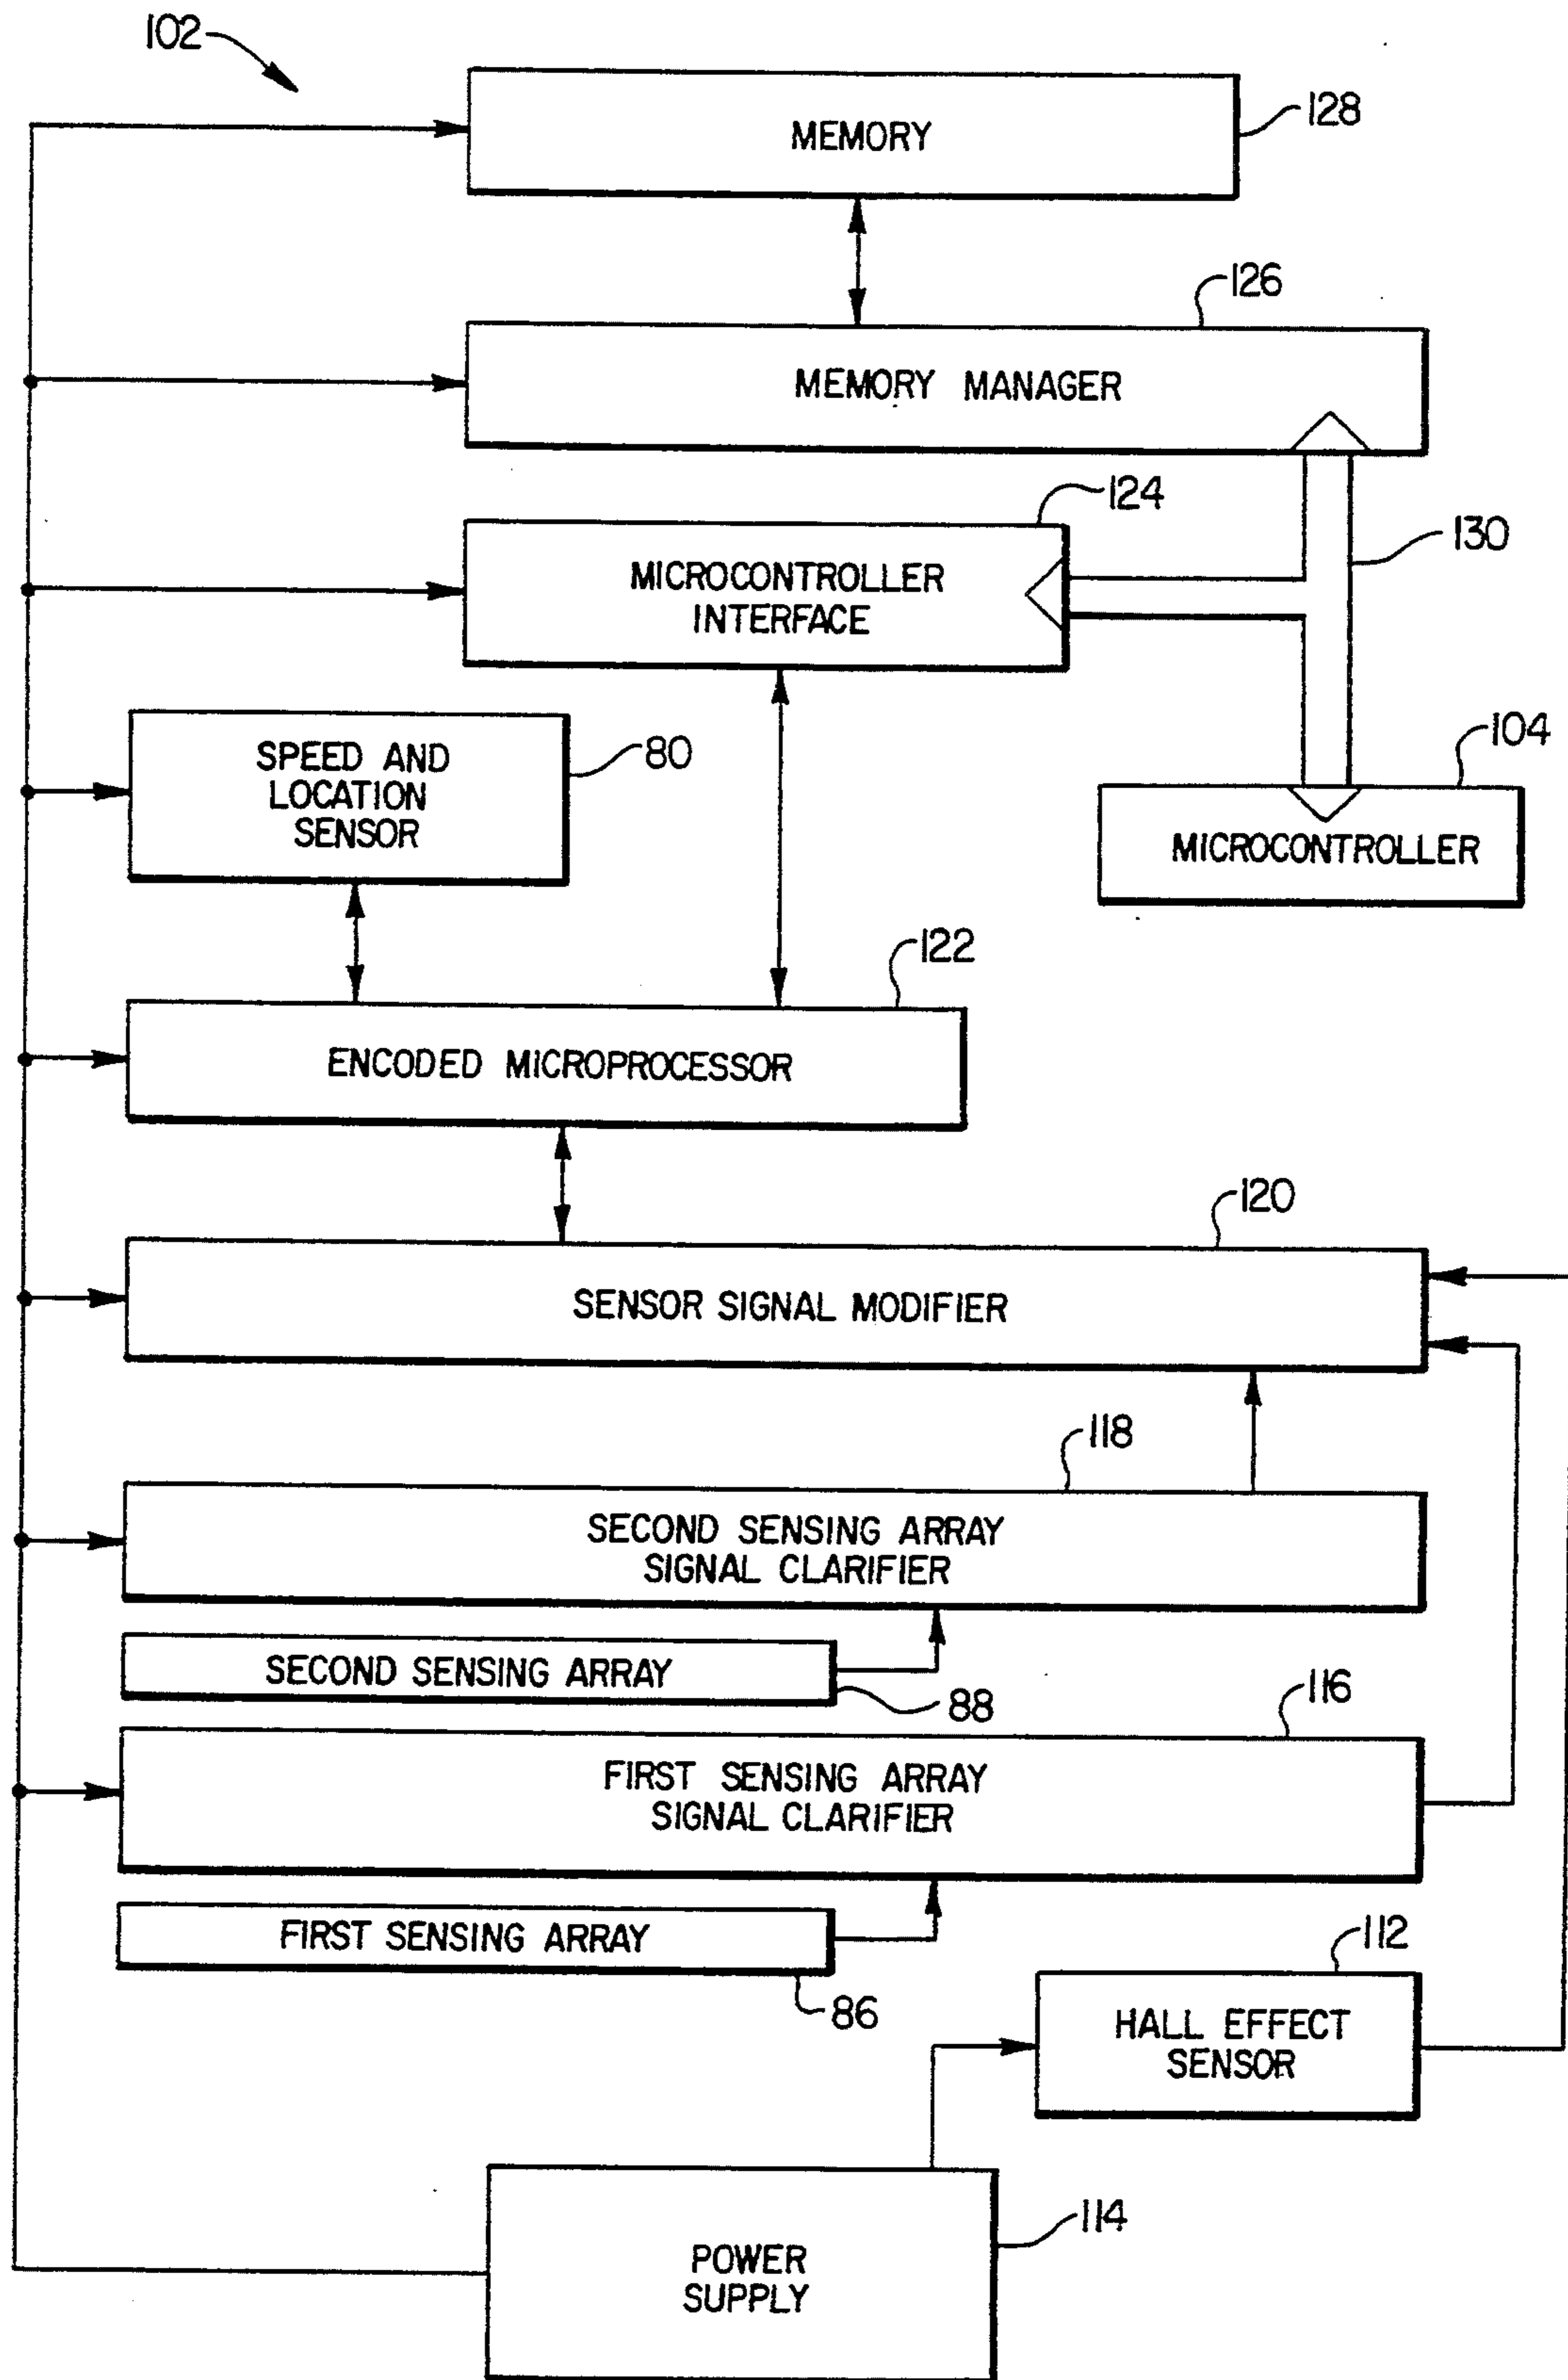 102
MEMORY
128
126
MEMORY MANAGER
124
MICROCONTROLLER
INTERFACE
130
SPEED AND
LOCATION
SENSOR
80
104
MICROCONTROLLER
122
ENCODED MICROPROCESSOR
120
SENSOR SIGNAL MODIFIER
118
SECOND SENSING ARRAY
SIGNAL CLARIFIER
SECOND SENSING ARRAY
88
116
FIRST SENSING ARRAY
SIGNAL CLARIFIER
FIRST SENSING ARRAY
86
112
HALL EFFECT
SENSOR
114
POWER
SUPPLY